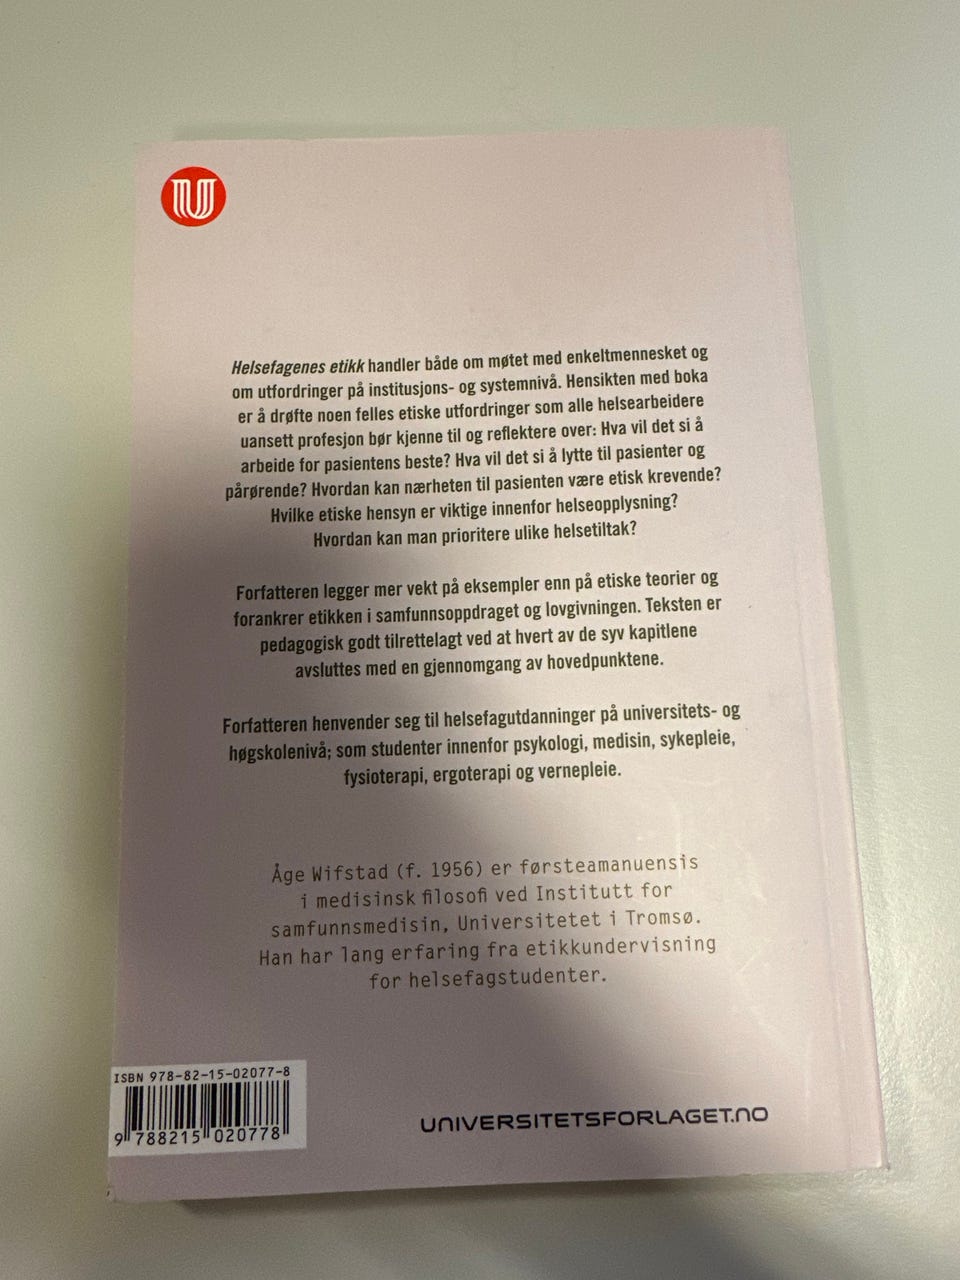 U
Helsefagenes etikk handler både om møtet med enkeltmennesket og
om utfordringer på institusjons- og systemnivå. Hensikten med boka
er å drøfte noen felles etiske utfordringer som alle helsearbeidere
uansett profesjon bør kjenne til og reflektere over: Hva vil det si å
arbeide for pasientens beste? Hva vil det si å lytte til pasienter og
pårørende? Hvordan kan nærheten til pasienten være etisk krevende?
Hvilke etiske hensyn er viktige innenfor helseopplysning?
Hvordan kan man prioritere ulike helsetiltak?
Forfatteren legger mer vekt på eksempler enn på etiske teorier og
forankrer etikken i samfunnsoppdraget og lovgivningen. Teksten er
pedagogisk godt tilrettelagt ved at hvert av de syv kapitlene
avsluttes med en gjennomgang av hovedpunktene.
Forfatteren henvender seg til helsefagutdanninger på universitets- og
høgskolenivå; som studenter innenfor psykologi, medisin, sykepleie,
fysioterapi, ergoterapi og vernepleie.
Åge Wifstad (f. 1956) er førsteamanuensis
i medisinsk filosofi ved Institutt for
samfunnsmedisin, Universitetet i Tromsø.
Han har lang erfaring fra etikkundervisning
for helsefagstudenter.
ISBN 978-82-15-02077-8
9 788215 020778
UNIVERSITETSFORLAGET.NO